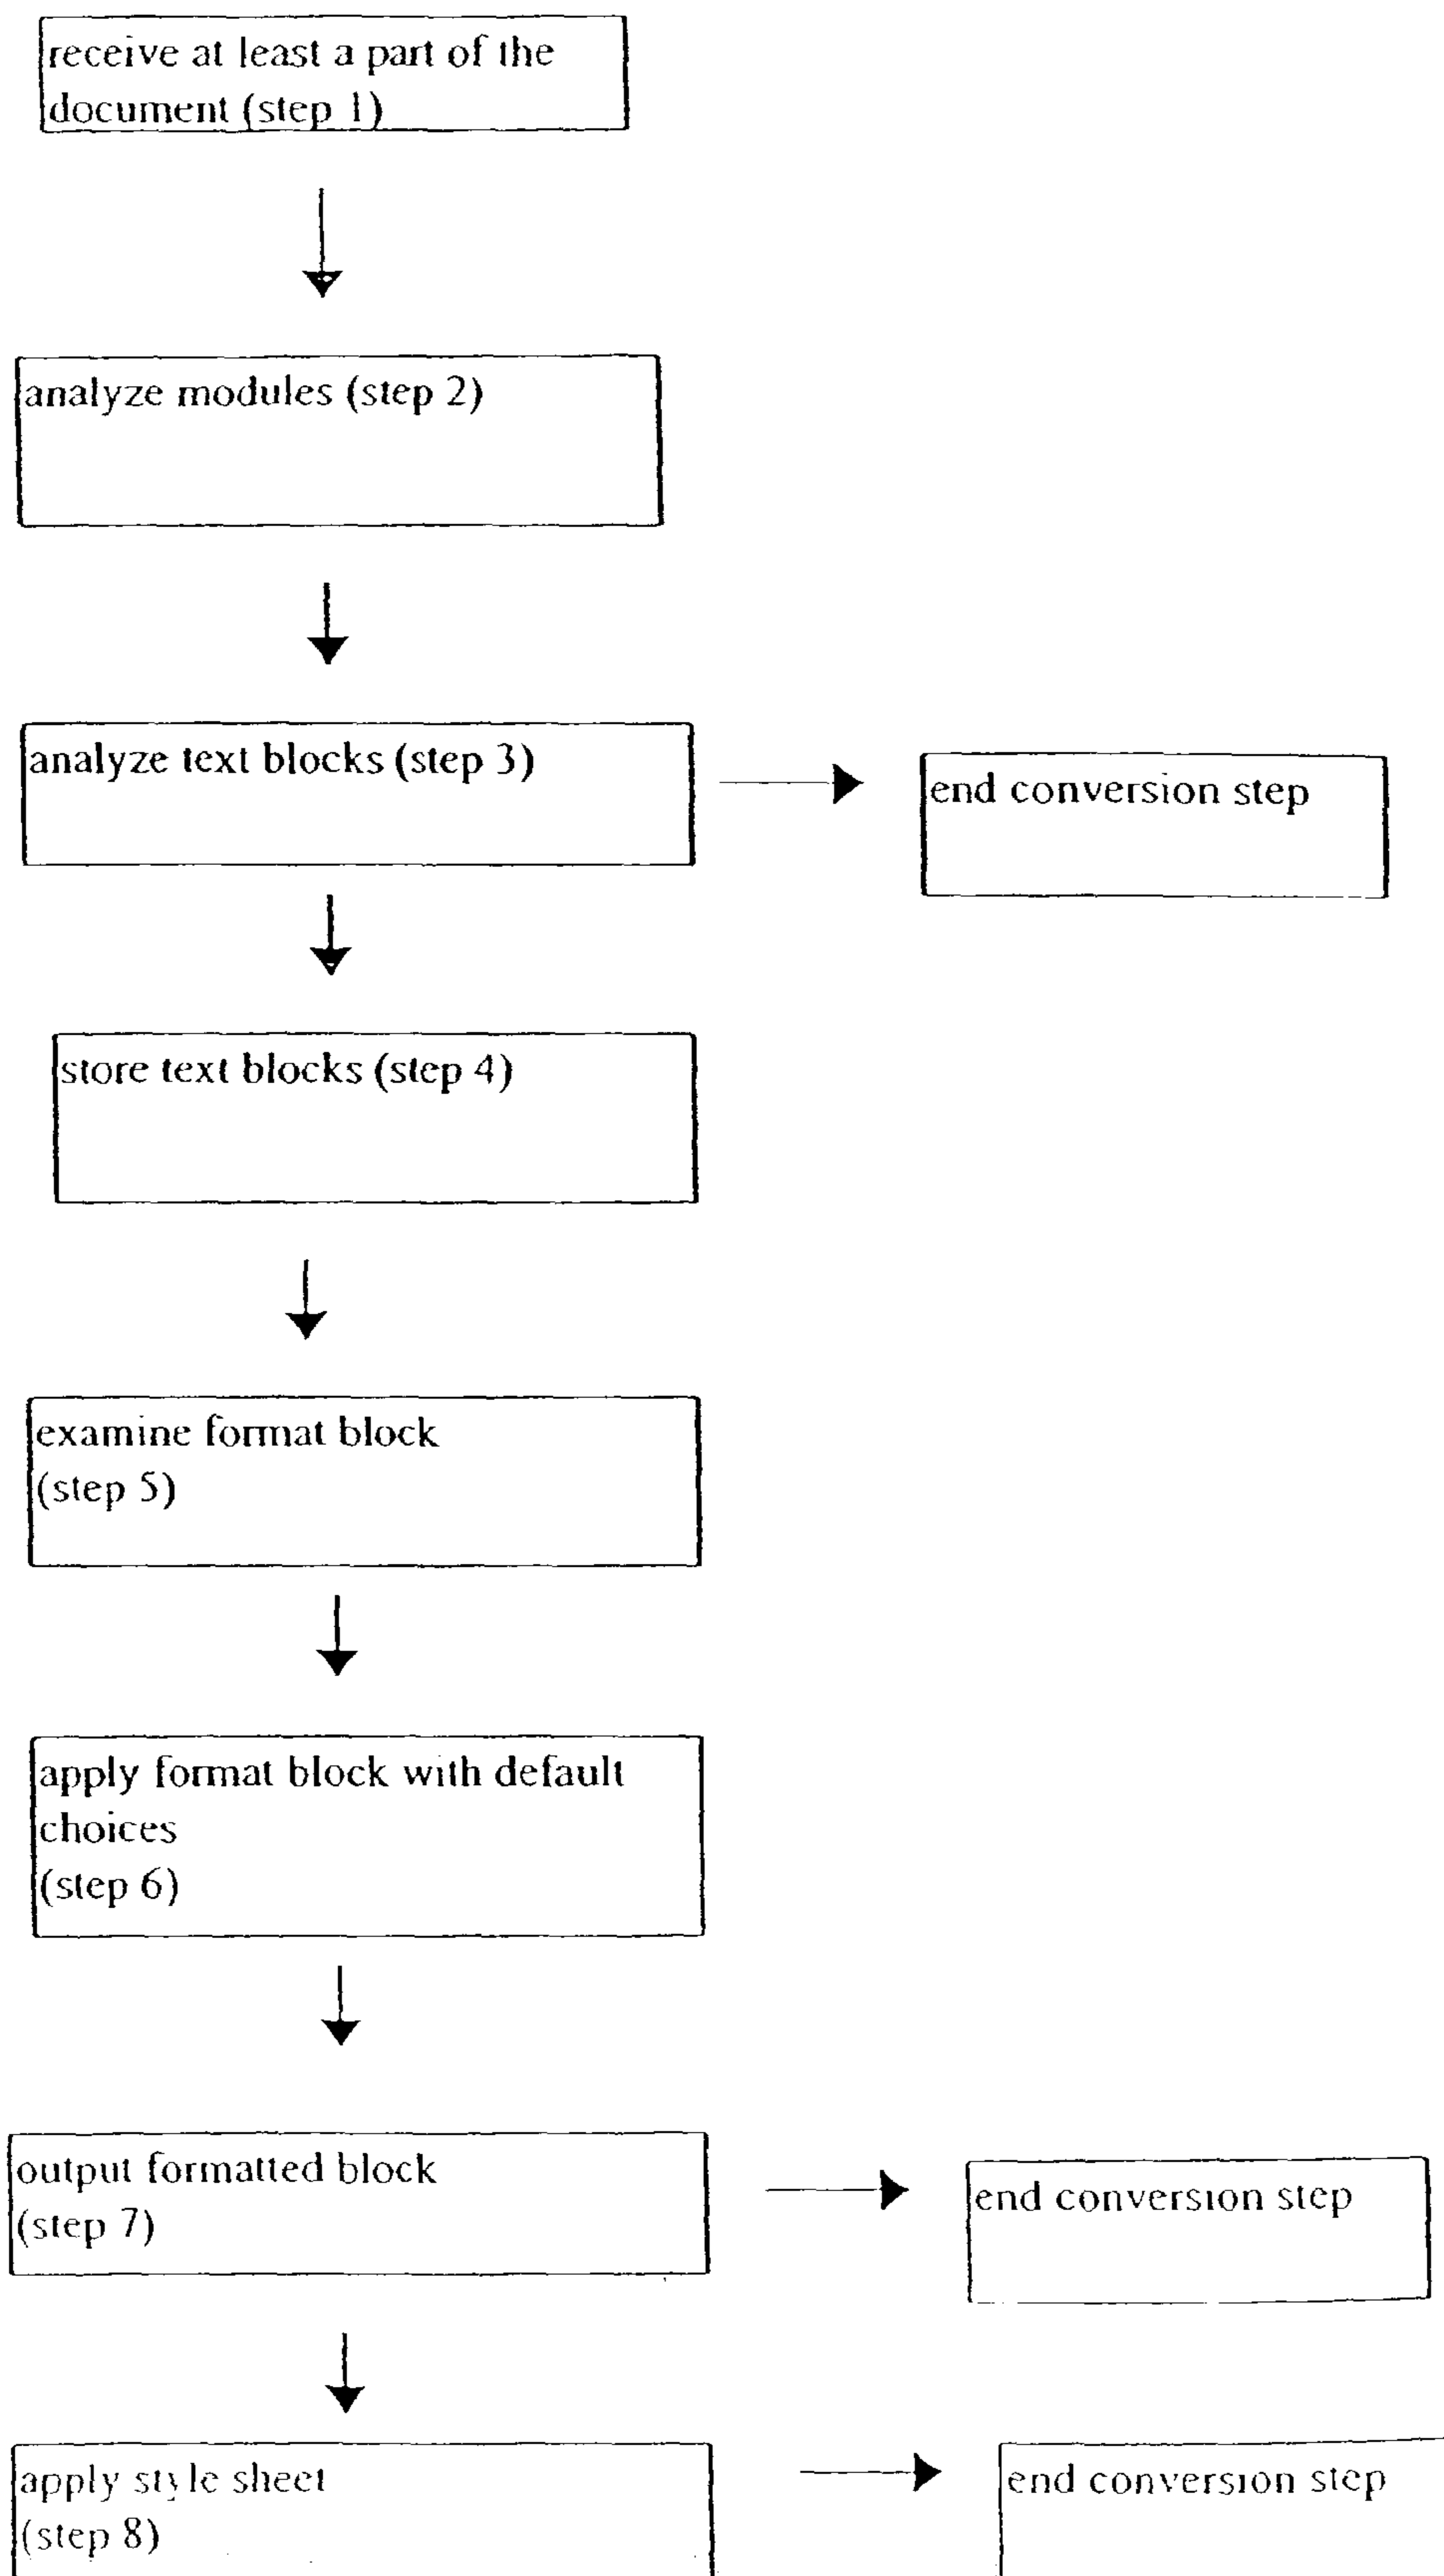 receive at least a part of the
document (step 1)
analyze modules (step 2)
analyze text blocks (step 3)
end conversion step
store text blocks (step 4)
examine format block
(step 5)
apply format block with default
choices
(step 6)
output formatted block
(step 7)
end conversion step
apply style sheet
(step 8)
end conversion step